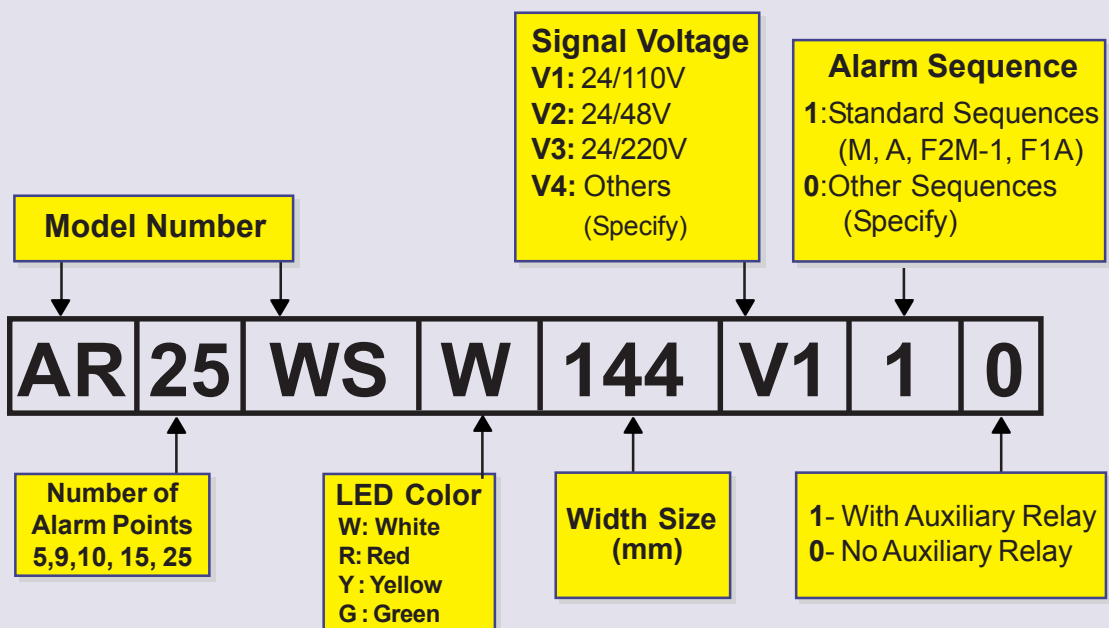 Signal Voltage
V1: 24/110V
V2: 24/48V
V3: 24/220V
V4: Others
(Specify)
Alarm Sequence
1:Standard Sequences
(M, A, F2M-1, F1A)
0:Other Sequences
(Specify)
Model Number
AR 25 WS W 144 V1 1 0
Number of
Alarm Points
5,9,10, 15, 25
LED Color
W: White
R: Red
Y : Yellow
G : Green
Width Size
(mm)
1- With Auxiliary Relay
0- No Auxiliary Relay